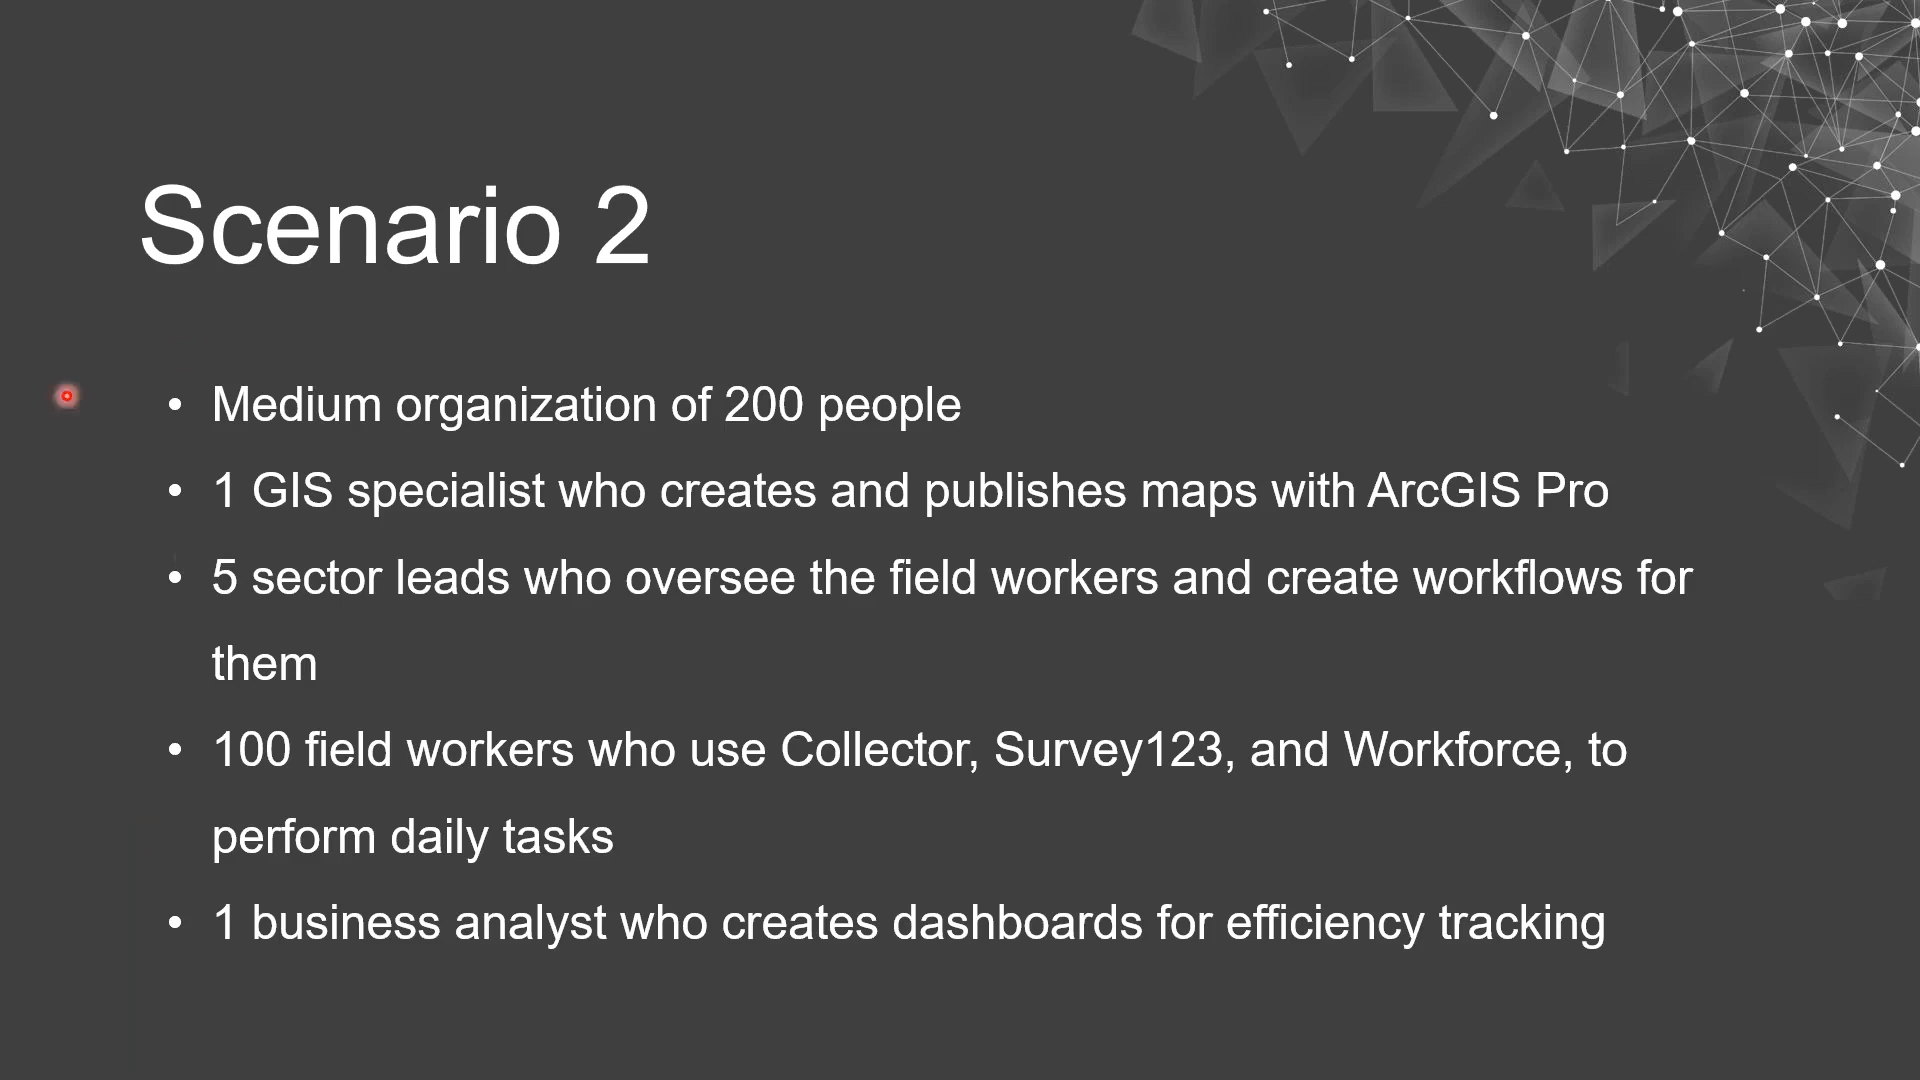 Scenario 2
• Medium organization of 200 people
• 1 GIS specialist who creates and publishes maps with ArcGIS Pro
• 5 sector leads who oversee the field workers and create workflows for
them
• 100 field workers who use Collector, Survey123, and Workforce, to
perform daily tasks
• 1 business analyst who creates dashboards for efficiency tracking